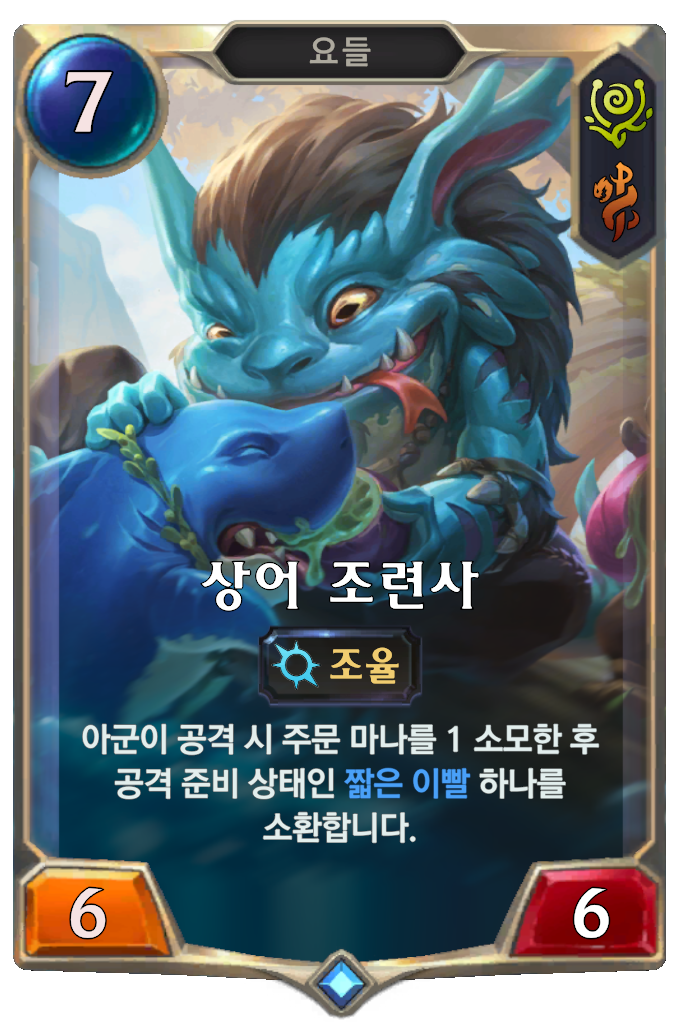 요들
7
상어 조련사
조율
아군이 공격 시 주문 마나를 1 소모한 후
공격 준비 상태인 짧은 이빨 하나를
소환합니다.
6
6